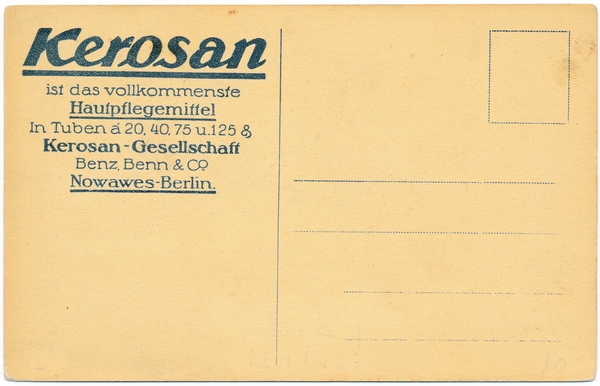 Kerosan
ist das vollkommenste
Hautpflegemittel
In Tuben á 20, 40, 75 u. 125 ₰
Kerosan-Gesellschaft
Benz, Benn & Co
Nowawes-Berlin.